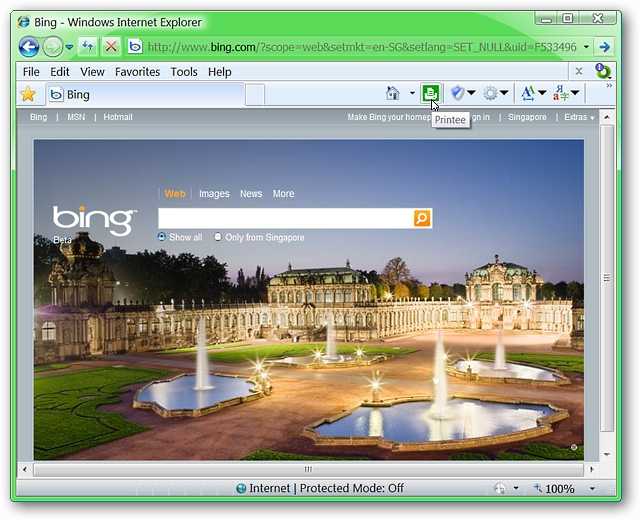 Bing - Windows Internet Explorer
http://www.bing.com/?scope=web&setmkt=en-SG&setlang=SET_NULL&uid=F533496
File Edit View Favorites Tools Help
Bing
Bing | MSN | Hotmail Make Bing your homep gn in | Singapore | Extras
Printee
Web Images News More
bing
Beta
Show all Only from Singapore
Internet | Protected Mode: Off 100%